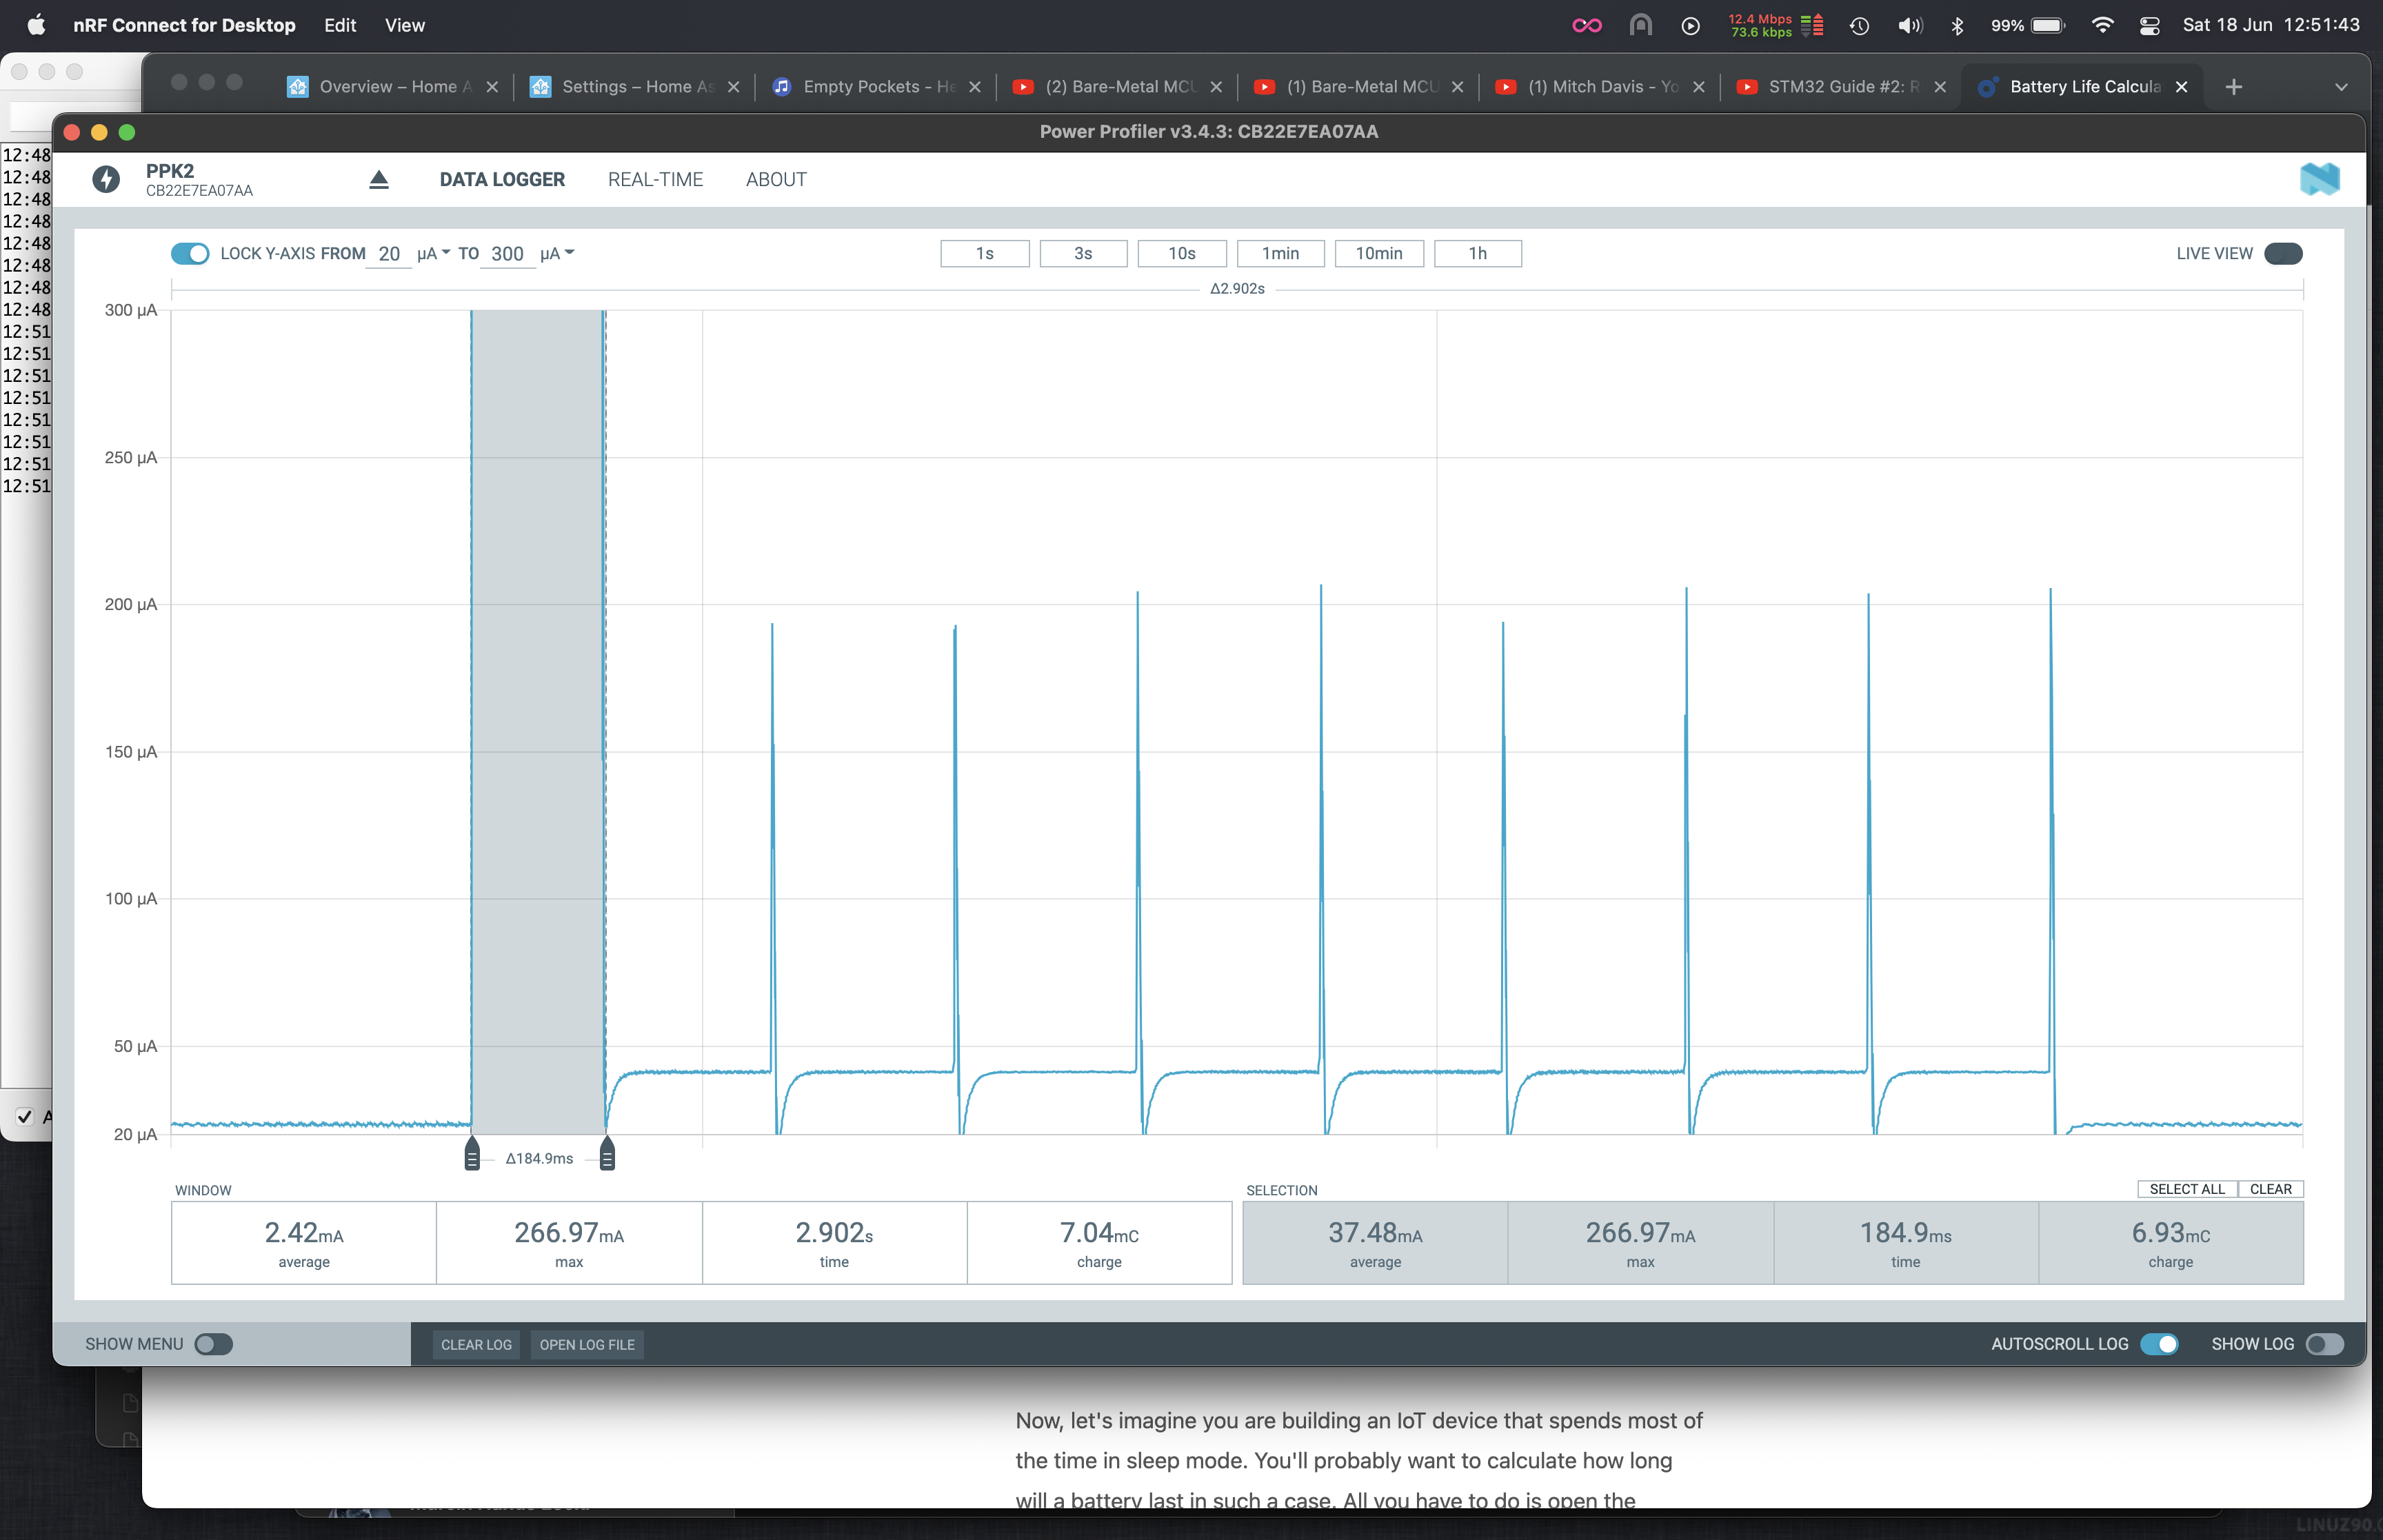 nRF Connect for Desktop Edit View 12.4 Mbps 73.6 kbps 99% Sat 18 Jun 12:51:43
Overview – Home A Settings – Home As Empty Pockets - He (2) Bare-Metal MCU (1) Bare-Metal MCU (1) Mitch Davis - Yo STM32 Guide #2: R Battery Life Calcula
Power Profiler v3.4.3: CB22E7EA07AA
12:48
12:48
12:48
12:48
12:48
12:48
12:48
12:48
12:51
12:51
12:51
12:51
12:51
12:51
12:51
12:51
A
PPK2
CB22E7EA07AA
DATA LOGGER REAL-TIME ABOUT
LOCK Y-AXIS FROM 20 µA TO 300 µA 1s 3s 10s 1min 10min 1h LIVE VIEW
Δ2.902s
300 µA
250 µA
200 µA
150 µA
100 µA
50 µA
20 µA
Δ184.9ms
WINDOW SELECTION SELECT ALL CLEAR
2.42mA 266.97mA 2.902s 7.04mC 37.48mA 266.97mA 184.9ms 6.93mC
average max time charge average max time charge
SHOW MENU CLEAR LOG OPEN LOG FILE AUTOSCROLL LOG SHOW LOG
Now, let's imagine you are building an IoT device that spends most of
the time in sleep mode. You'll probably want to calculate how long
will a battery last in such a case. All you have to do is open the